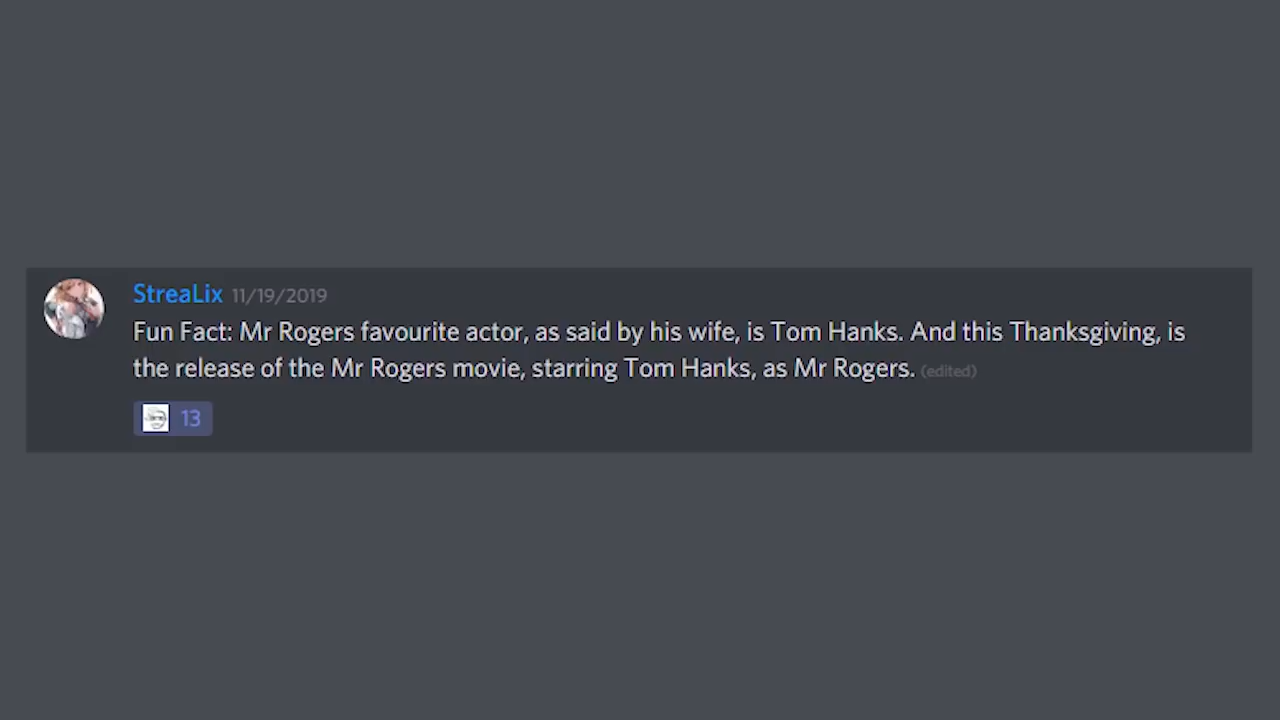 StreaLix 11/19/2019
Fun Fact: Mr Rogers favourite actor, as said by his wife, is Tom Hanks. And this Thanksgiving, is
the release of the Mr Rogers movie, starring Tom Hanks, as Mr Rogers. (edited)
13